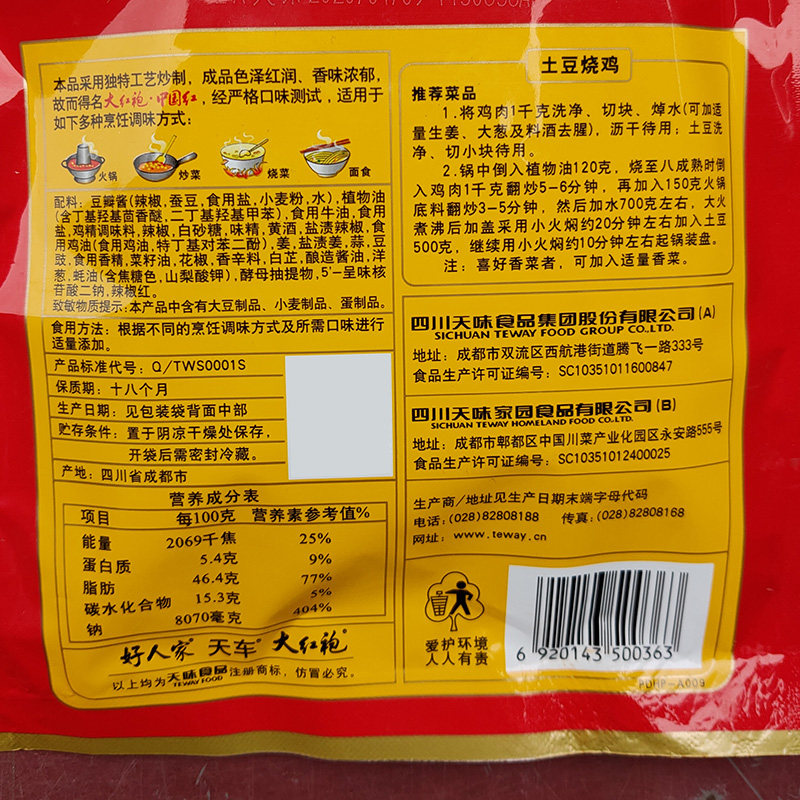 本品采用独特工艺炒制，成品色泽红润、香味浓郁，
故而得名大红袍·中国红，经严格口味测试，适用于
如下多种烹饪调味方式：
火锅 炒菜 烧菜 面食
配料：豆瓣酱(辣椒,蚕豆,食用盐,小麦粉,水),植物油
(含丁基羟基茴香醚,二丁基羟基甲苯),食用牛油,食用
盐,鸡精调味料,辣椒,白砂糖,味精,黄酒,盐渍辣椒,食
用鸡油(食用鸡油,特丁基对苯二酚),姜,盐渍姜,蒜,豆
豉,食用香精,菜籽油,花椒,香辛料,白芷,酿造酱油,洋
葱,蚝油(含焦糖色,山梨酸钾),酵母抽提物,5'-呈味核
苷酸二钠,辣椒红。
致敏物质提示:本产品中含有大豆制品、小麦制品、蛋制品。
食用方法：根据不同的烹饪调味方式及所需口味进行
适量添加。
产品标准代号：Q/TWS0001S
保质期：十八个月
生产日期：见包装袋背面中部
贮存条件：置于阴凉干燥处保存，
开袋后需密封冷藏。
产地：四川省成都市
营养成分表
项目 每100克 营养素参考值%
能量 2069千焦 25%
蛋白质 5.4克 9%
脂肪 46.4克 77%
碳水化合物 15.3克 5%
钠 8070毫克 404%
好人家® 天车® 大红袍®
以上均为天味食品注册商标，仿冒必究。
TEWAY FOOD
土豆烧鸡
推荐菜品
1.将鸡肉1千克洗净、切块、焯水(可加适
量生姜、大葱及料酒去腥)，沥干待用；土豆洗
净、切小块待用。
2.锅中倒入植物油120克，烧至八成熟时倒
入鸡肉1千克翻炒5-6分钟，再加入150克火锅
底料翻炒3-5分钟，然后加水700克左右，大火
煮沸后加盖采用小火焖约20分钟左右加入土豆
500克，继续用小火焖约10分钟左右起锅装盘。
注：喜好香菜者，可加入适量香菜。
四川天味食品集团股份有限公司(A)
SICHUAN TEWAY FOOD GROUP CO.,LTD.
地址：成都市双流区西航港街道腾飞一路333号
食品生产许可证编号：SC10351011600847
四川天味家园食品有限公司(B)
SICHUAN TEWAY HOMELAND FOOD CO.,LTD.
地址：成都市郫都区中国川菜产业化园区永安路555号
食品生产许可证编号：SC10351012400025
生产商/地址见生产日期末端字母代码
电话：(028)82808188 传真：(028)82808168
网址：www.teway.cn
爱护环境
人人有责
6 920143 500363
PDHP-A009